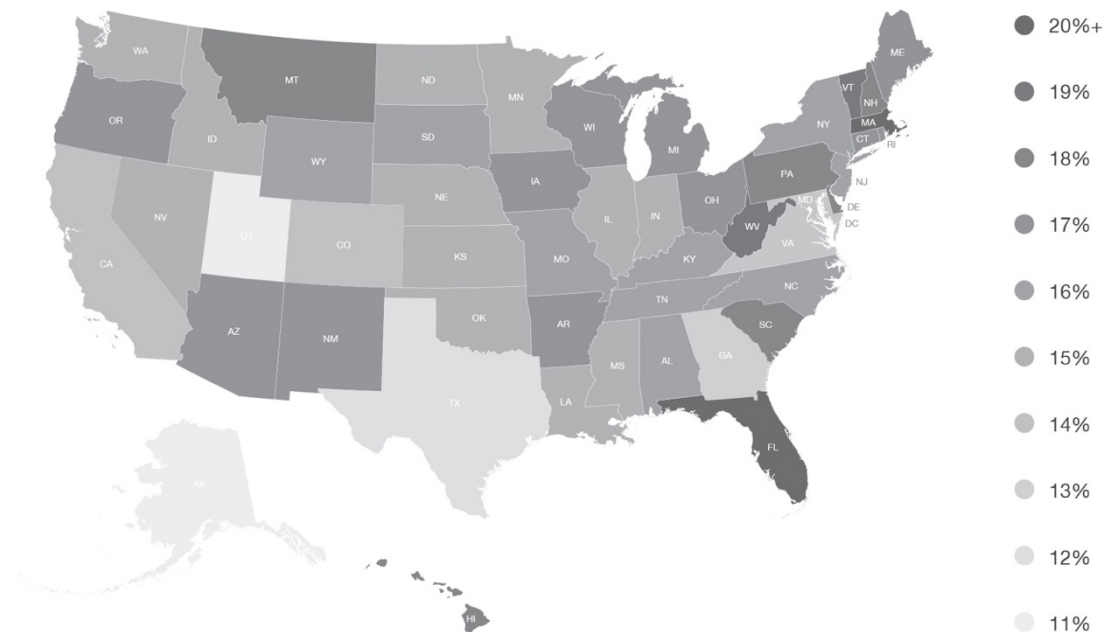 WA
MT
ND
MN
OR
ID
SD
WI
ME
VT
NH
NY
MA
CT
RI
WY
MI
IA
PA
NE
OH
NJ
NV
UT
CO
IL
IN
MD
DE
DC
WV
VA
CA
KS
MO
KY
AZ
NM
OK
TN
NC
AR
SC
TX
LA
MS
AL
GA
FL
AK
HI
20%+
19%
18%
17%
16%
15%
14%
13%
12%
11%